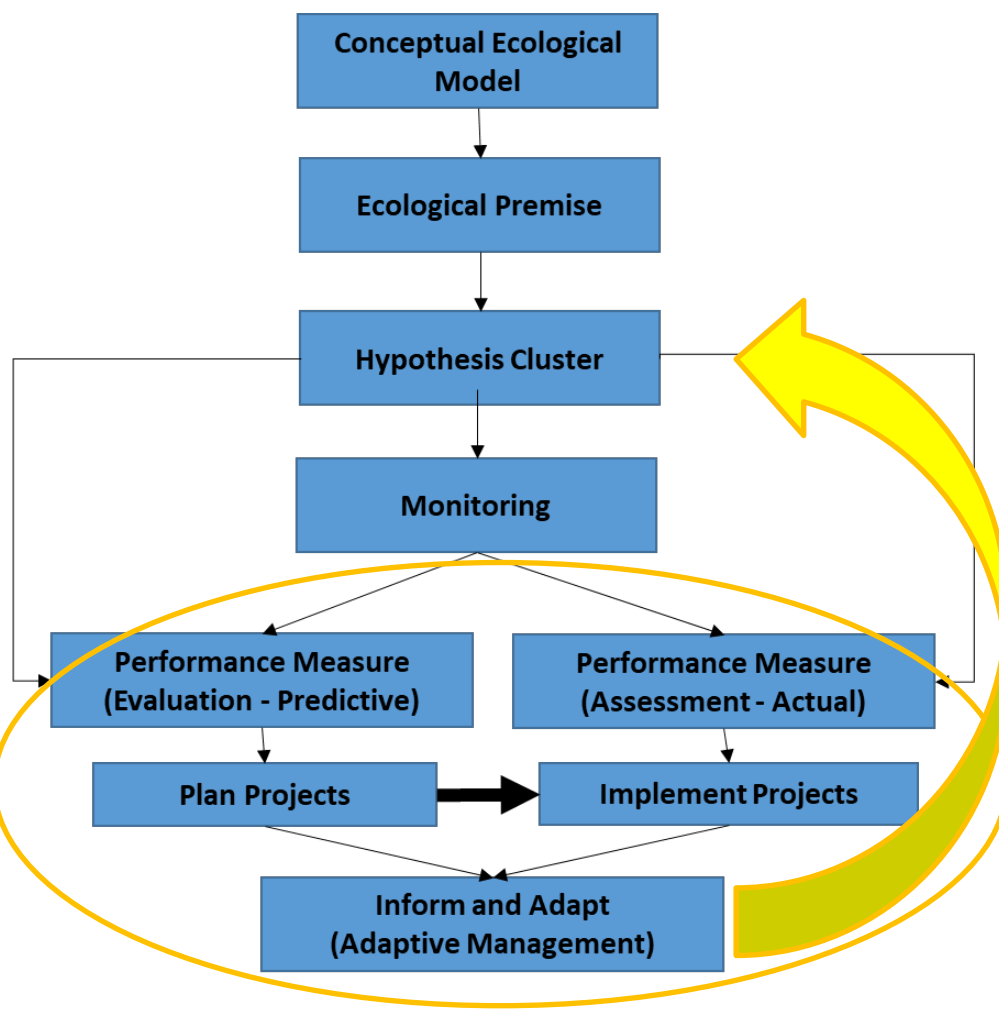 Conceptual Ecological
Model
Ecological Premise
Hypothesis Cluster
Monitoring
Performance Measure
(Evaluation - Predictive)
Performance Measure
(Assessment - Actual)
Plan Projects
Implement Projects
Inform and Adapt
(Adaptive Management)